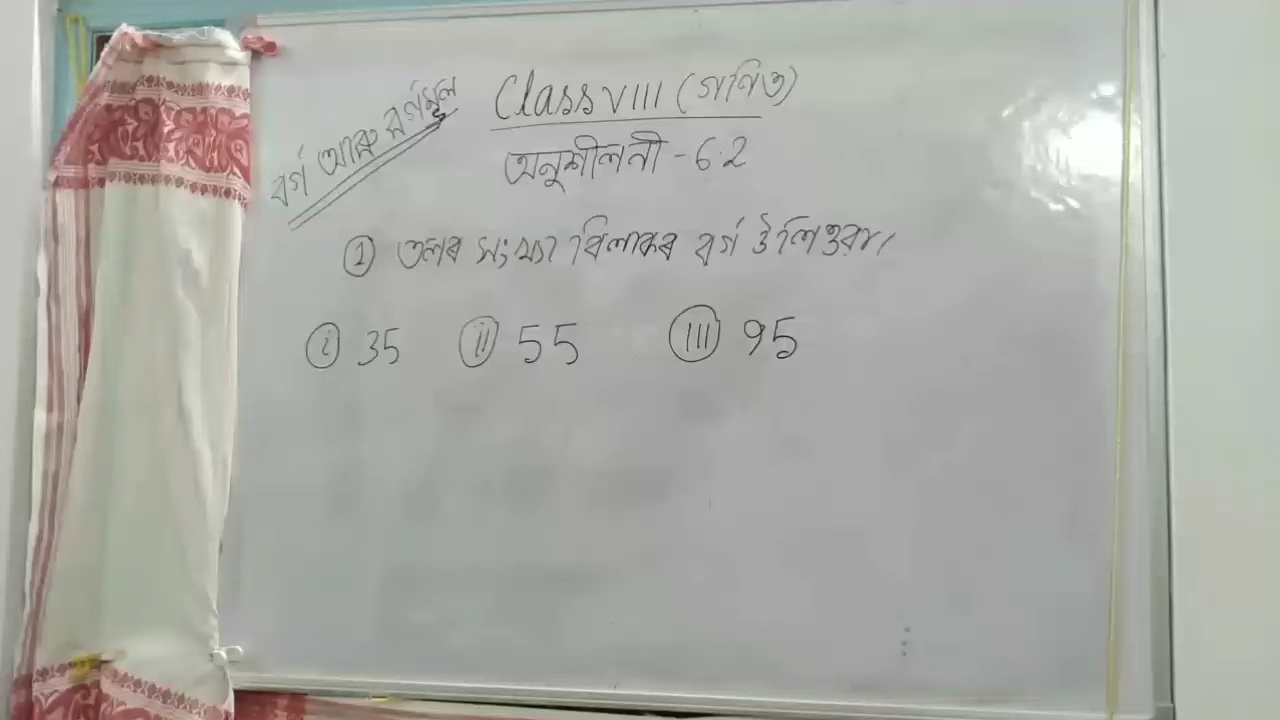 বৰ্গ আৰু বৰ্গমূল
Class VIII (গণিত)
অনুশীলনী - 6.2
① তলৰ সংখ্যা বিলাকৰ বৰ্গ উলিওৱা।
ⓘ 35 ⓘⓘ 55 ⓘⓘⓘ 95